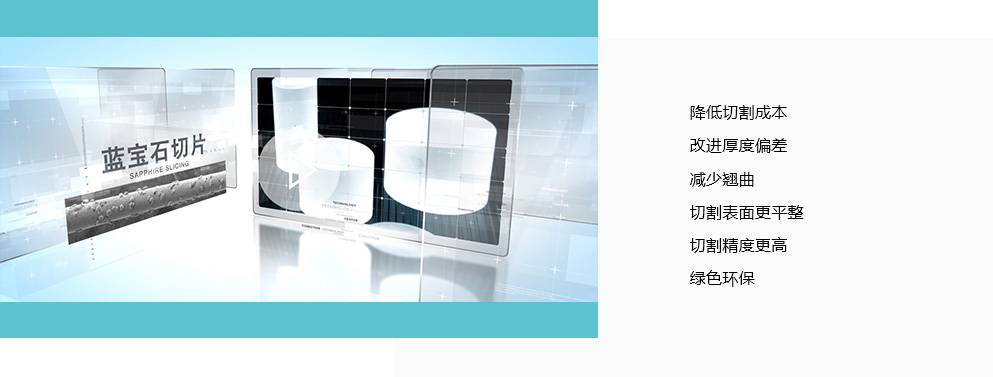 蓝宝石切片
SAPPHIRE SLICING
TECHNOLOGY
降低切割成本
改进厚度偏差
减少翘曲
切割表面更平整
切割精度更高
绿色环保